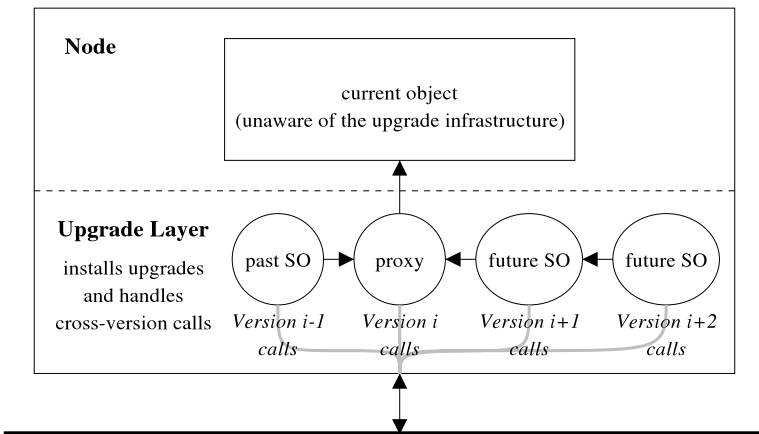 Node
current object
(unaware of the upgrade infrastructure)
Upgrade Layer
installs upgrades
and handles
cross-version calls
past SO
proxy
future SO
future SO
Version i-1
calls
Version i
calls
Version i+1
calls
Version i+2
calls